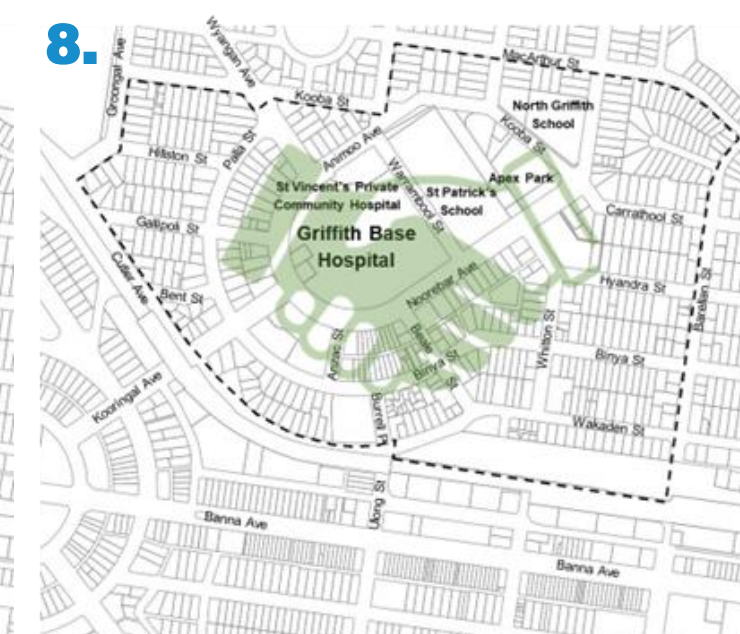 8.
Groongal Ave
Wyangan Ave
MacArthur St
Kooba St
North Griffith
School
Kooba St
Palla St
Animoo Ave
Hillston St
Warrambool St
Apex Park
St Vincent's Private
Community Hospital
St Patrick's
School
Carrathool St
Gallipoli St
Griffith Base
Hospital
Cutler Ave
Noorebar Ave
Hyandra St
Barellan St
Bent St
Anzac St
Binya St
Whitton St
Binya St
Kooringal Ave
Burrell Pl
Wakaden St
Ulong St
Banna Ave
Banna Ave